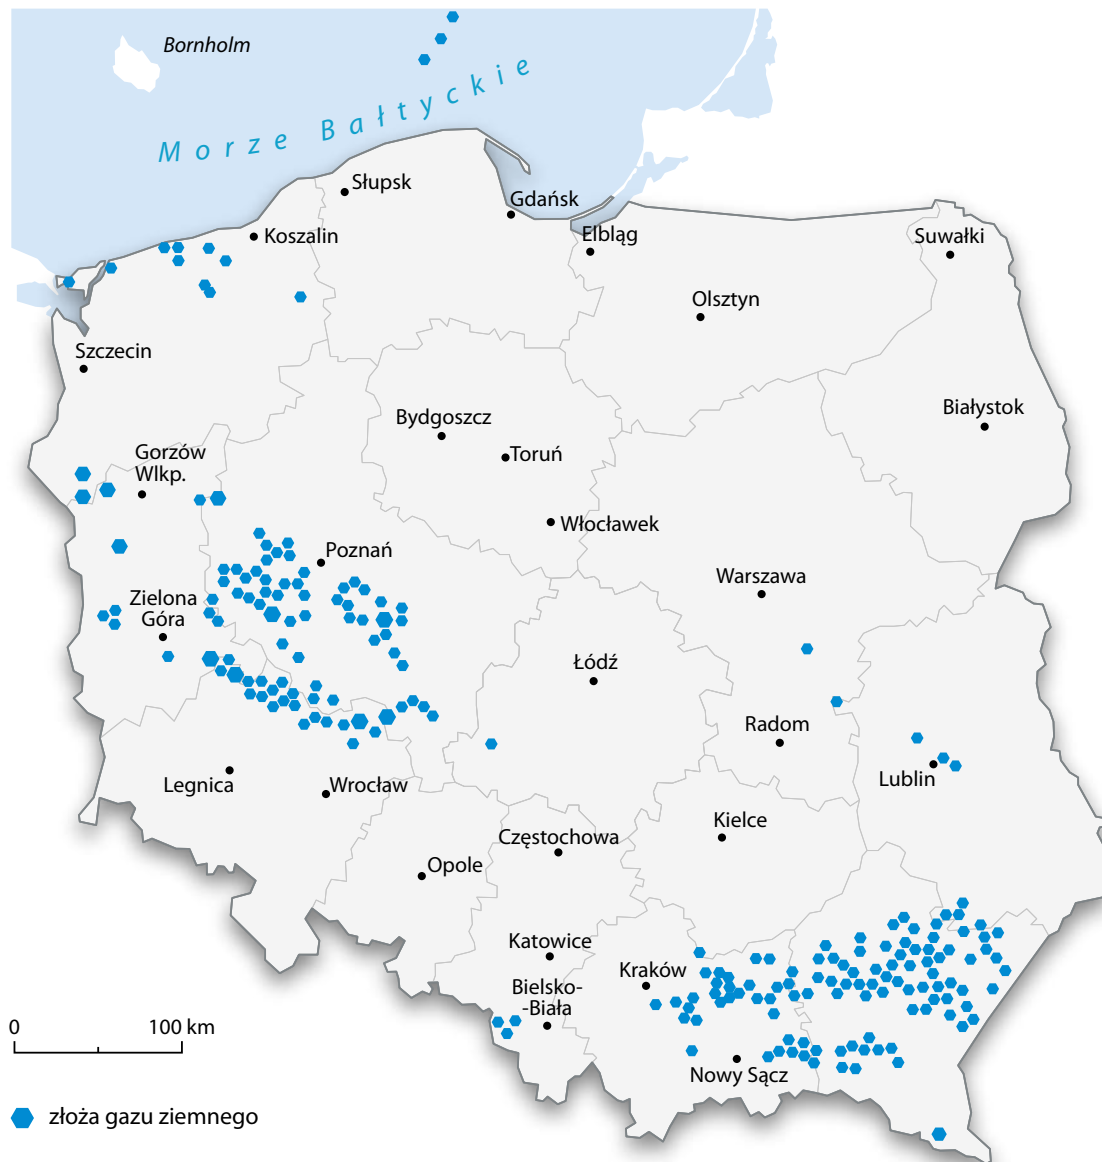 Bornholm
Morze Bałtyckie
Słupsk
Gdańsk
Koszalin
Elbląg
Suwałki
Olsztyn
Szczecin
Białystok
Bydgoszcz
Gorzów
Wlkp.
Toruń
Włocławek
Poznań
Warszawa
Zielona
Góra
Łódź
Radom
Legnica
Wrocław
Lublin
Kielce
Częstochowa
Opole
Katowice
Kraków
Bielsko-
-Biała
0 100 km
Nowy Sącz
złoża gazu ziemnego